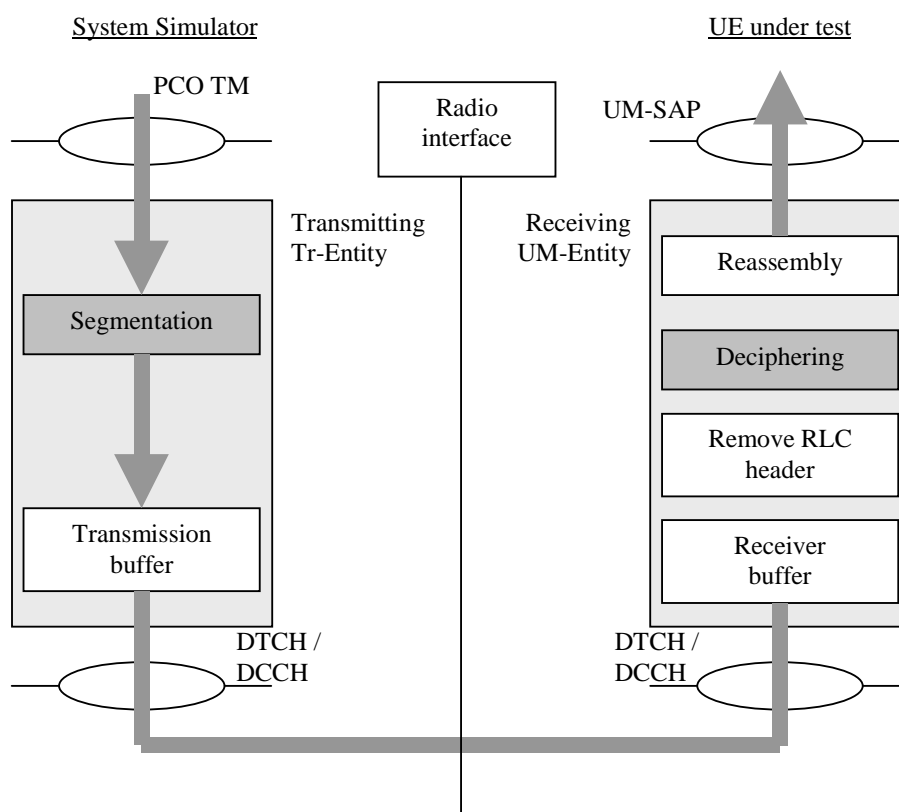 System Simulator
UE under test
PCO TM
Radio
interface
UM-SAP
Transmitting
Tr-Entity
Receiving
UM-Entity
Segmentation
Transmission
buffer
Reassembly
Deciphering
Remove RLC
header
Receiver
buffer
DTCH /
DCCH
DTCH /
DCCH